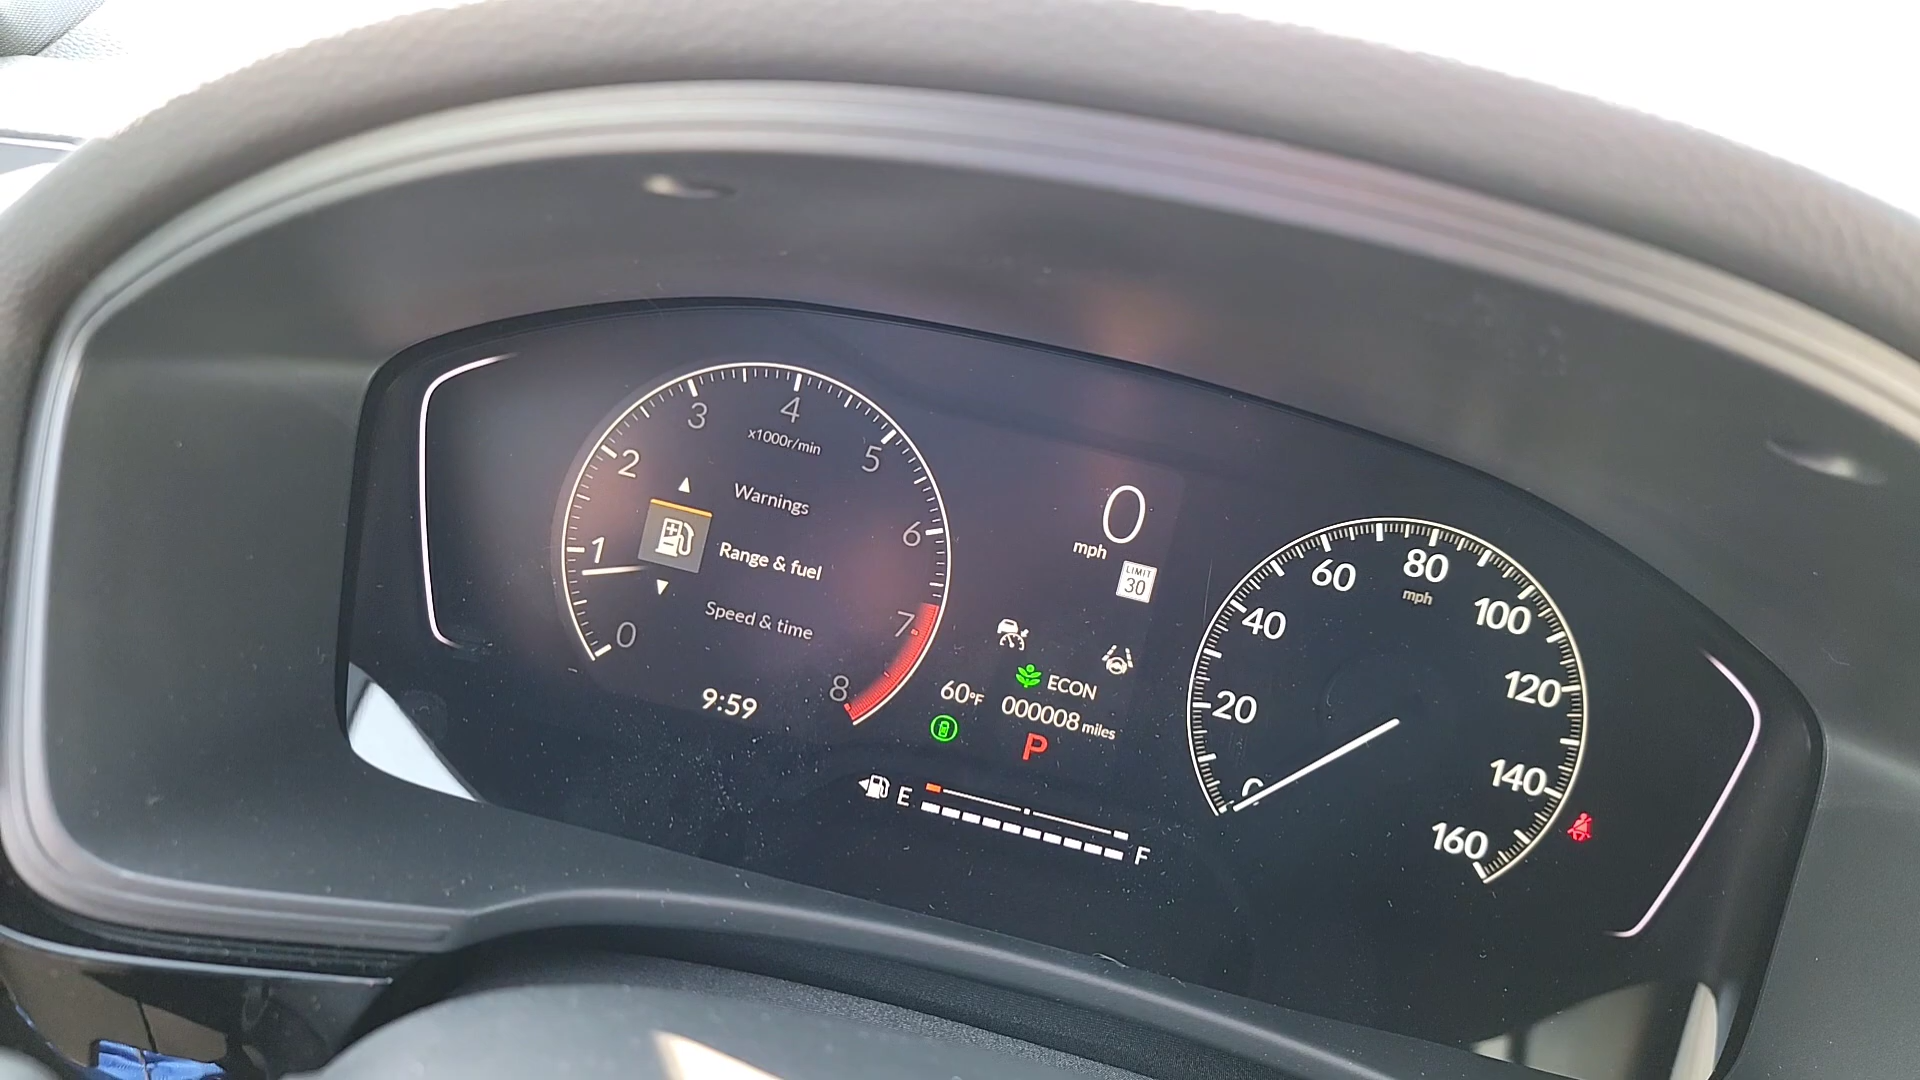 3
4
5
x1000r/min
2
Warnings
6
1
Range & fuel
7
0
Speed & time
8
9:59
0
mph
LIMIT
30
ECON
60°F
000008 miles
P
E
F
0
20
40
60
80
mph
100
120
140
160